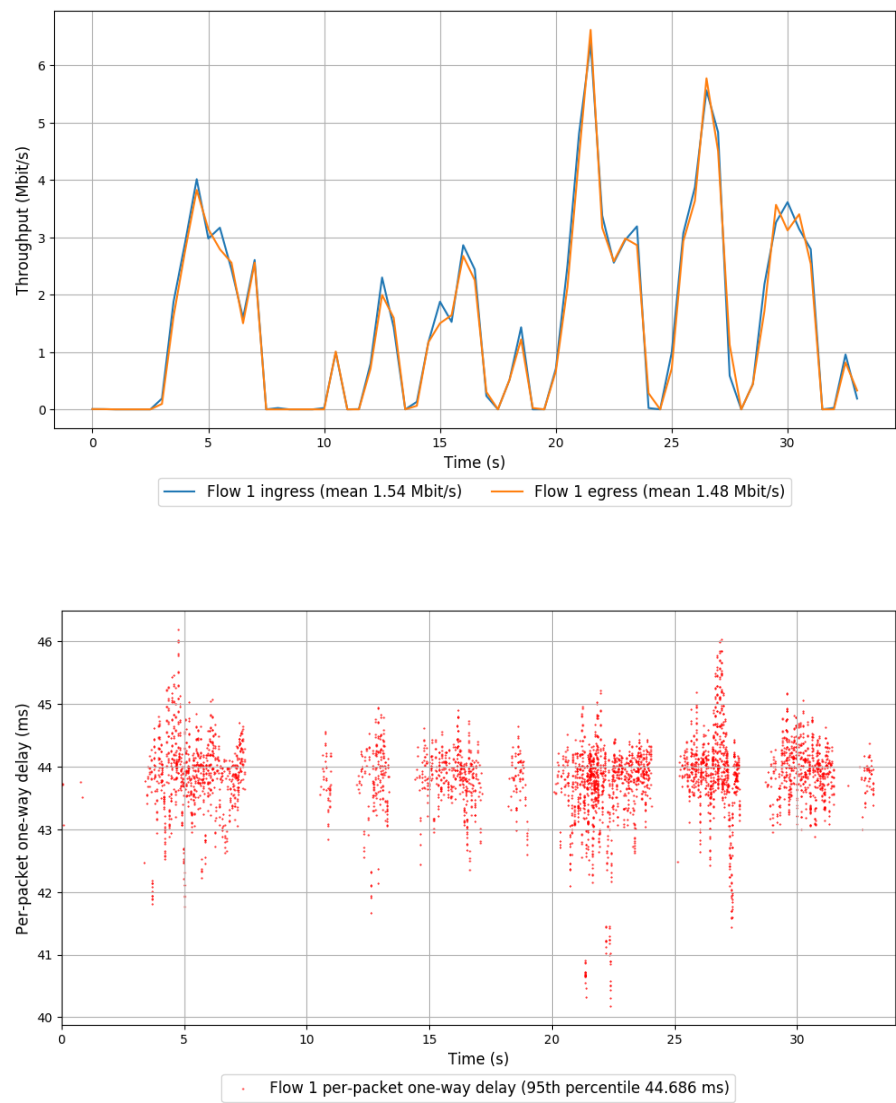 6
5
4
3
2
1
0
Throughput (Mbit/s)
0 5 10 15 20 25 30
Time (s)
Flow 1 ingress (mean 1.54 Mbit/s) Flow 1 egress (mean 1.48 Mbit/s)
46
45
44
43
42
41
40
Per-packet one-way delay (ms)
0 5 10 15 20 25 30
Time (s)
Flow 1 per-packet one-way delay (95th percentile 44.686 ms)